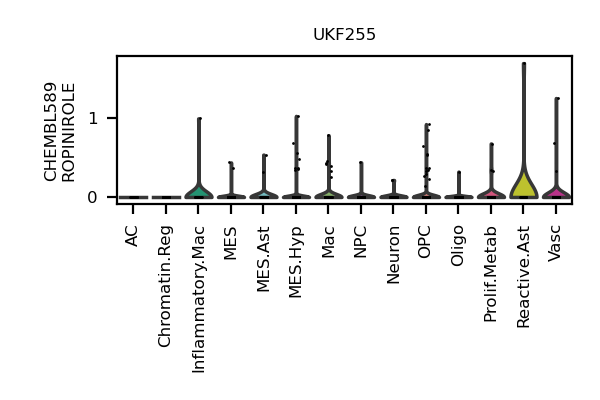 UKF255
CHEMBL589
ROPINIROLE
1
0
AC
Chromatin.Reg
Inflammatory.Mac
MES
MES.Ast
MES.Hyp
Mac
NPC
Neuron
OPC
Oligo
Prolif.Metab
Reactive.Ast
Vasc